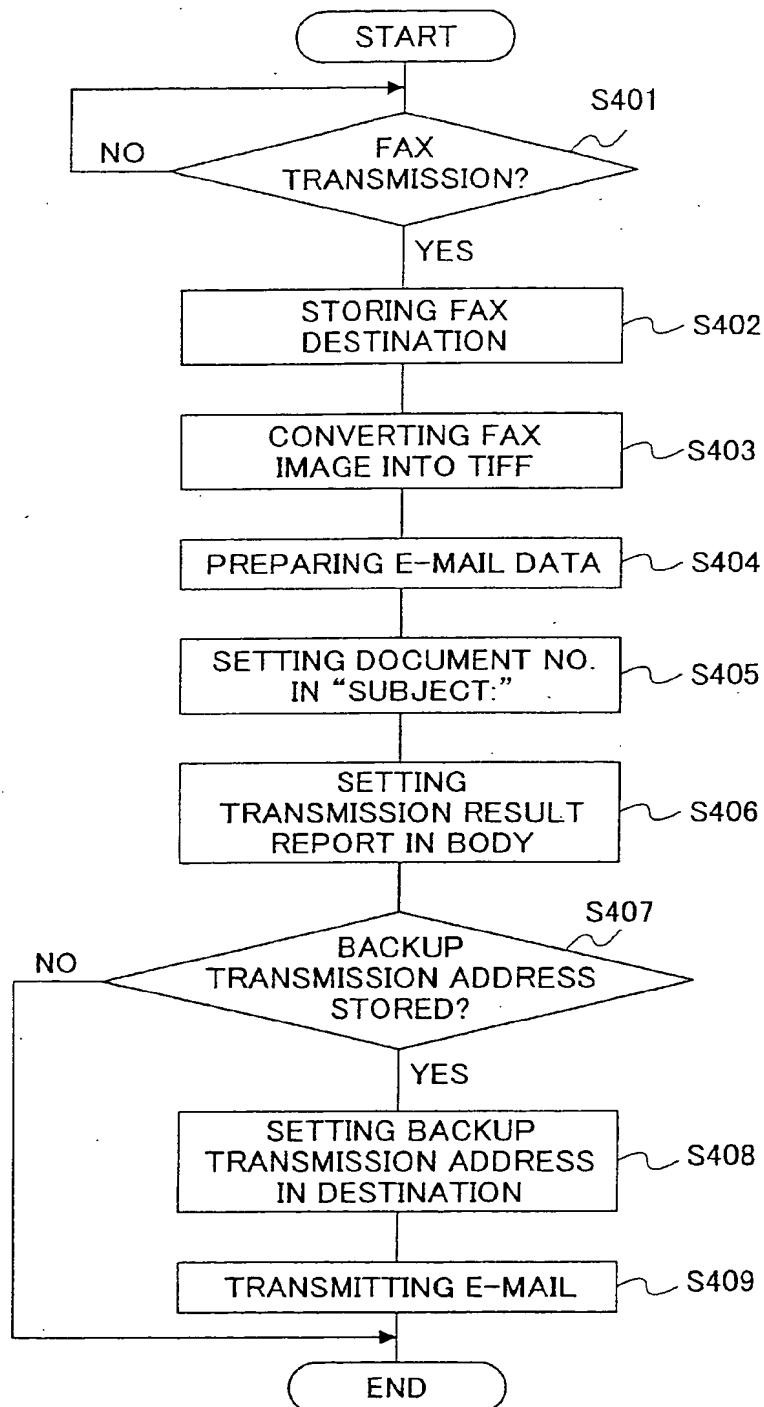 START
S401
NO
FAX
TRANSMISSION?
YES
STORING FAX
DESTINATION
S402
CONVERTING FAX
IMAGE INTO TIFF
S403
PREPARING E-MAIL DATA
S404
SETTING DOCUMENT NO.
IN “SUBJECT:”
S405
SETTING
TRANSMISSION RESULT
REPORT IN BODY
S406
S407
NO
BACKUP
TRANSMISSION ADDRESS
STORED?
YES
SETTING BACKUP
TRANSMISSION ADDRESS
IN DESTINATION
S408
TRANSMITTING E-MAIL
S409
END